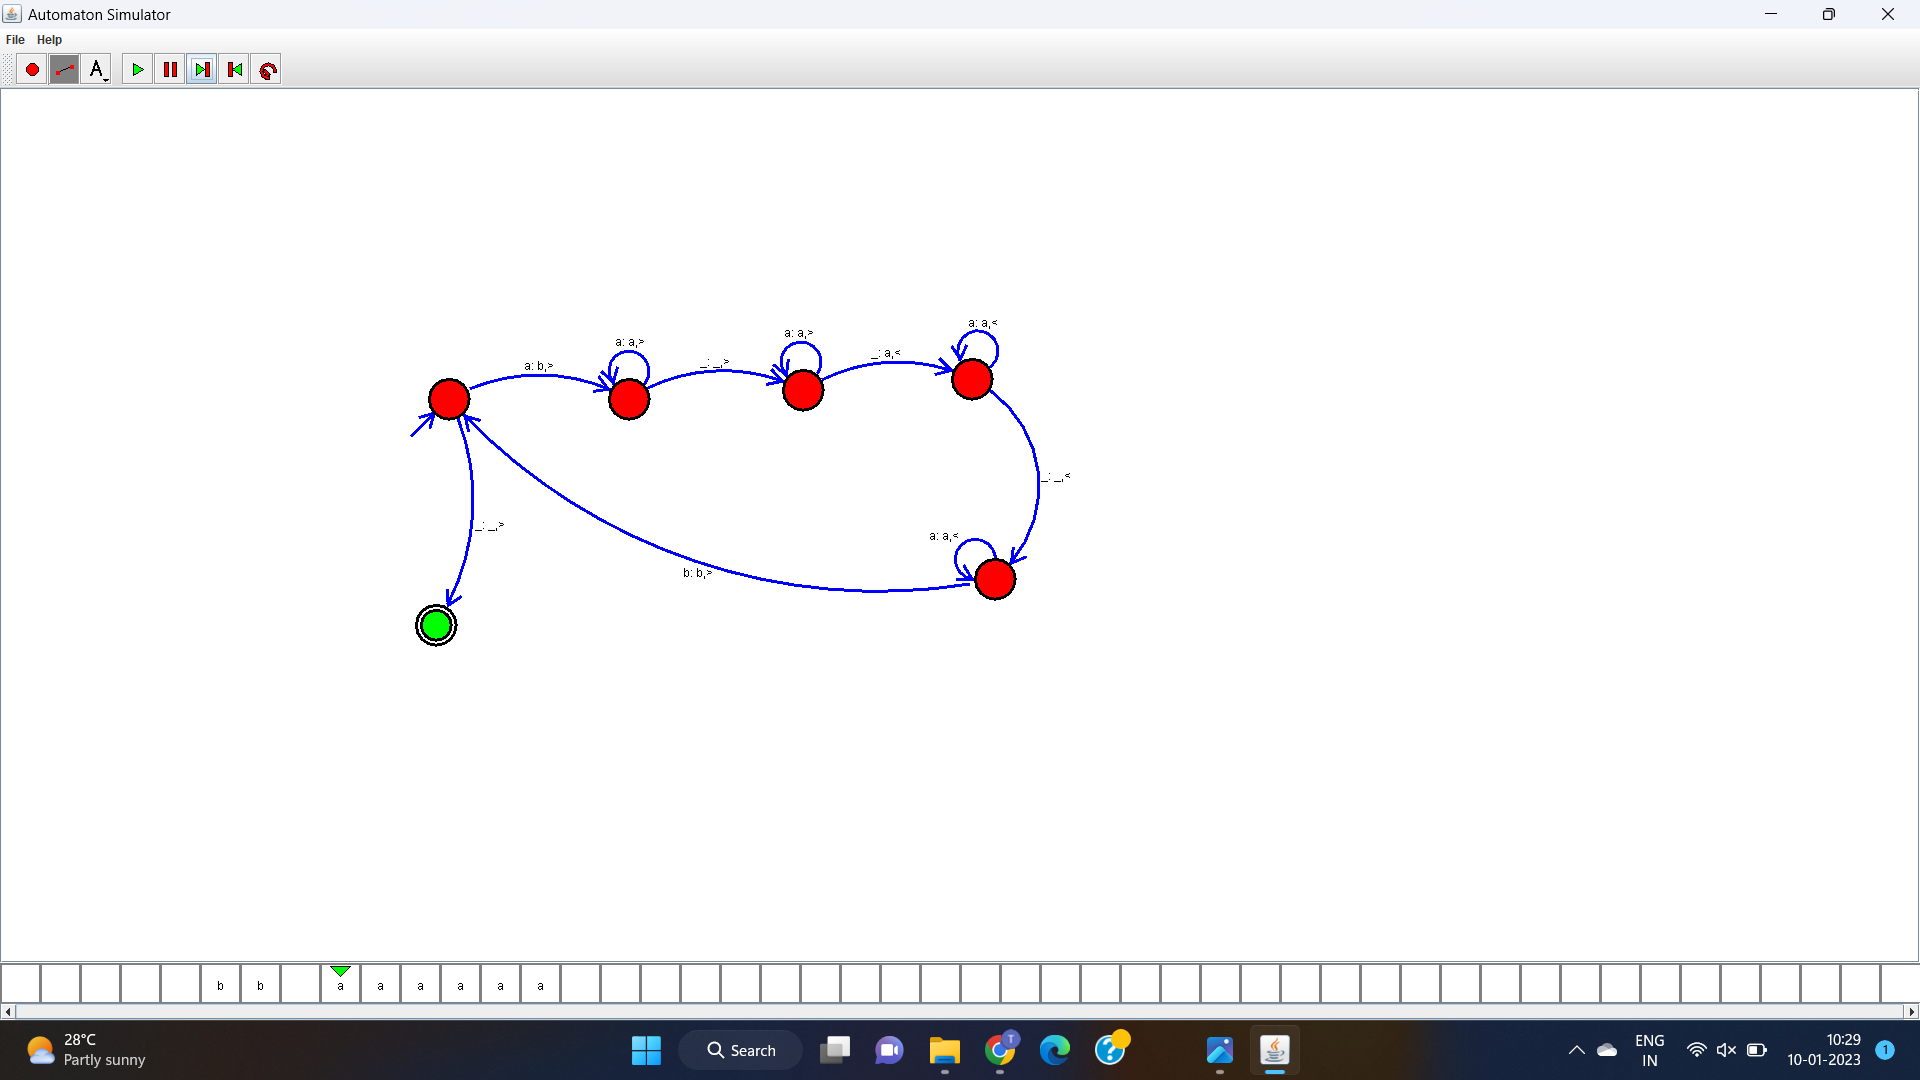 Automaton Simulator
File Help
A
a: a,<
a: a,> a: a,>
a: b,> _: _,> _: a,<
_: _,<
_: _,> a: a,<
b: b,>
b b a a a a a a
28°C
Partly sunny
Search
T
ENG
IN
10:29
10-01-2023
1